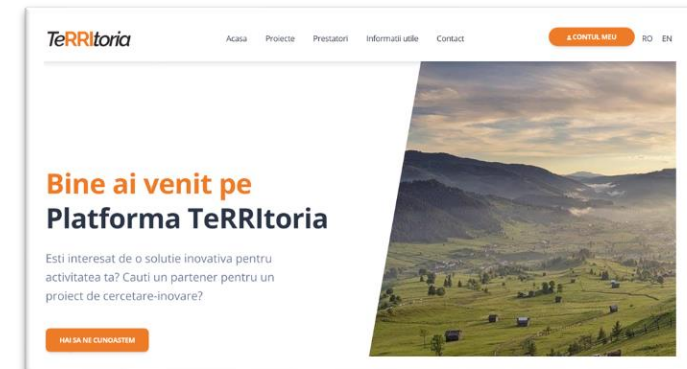 TeRRItoria
Acasa Proiecte Prestatori Informatii utile Contact
CONTUL MEU
RO EN
Bine ai venit pe
Platforma TeRRItoria
Esti interesat de o solutie inovativa pentru
activitatea ta? Cauti un partener pentru un
proiect de cercetare-inovare?
HAI SA NE CUNOASTEM